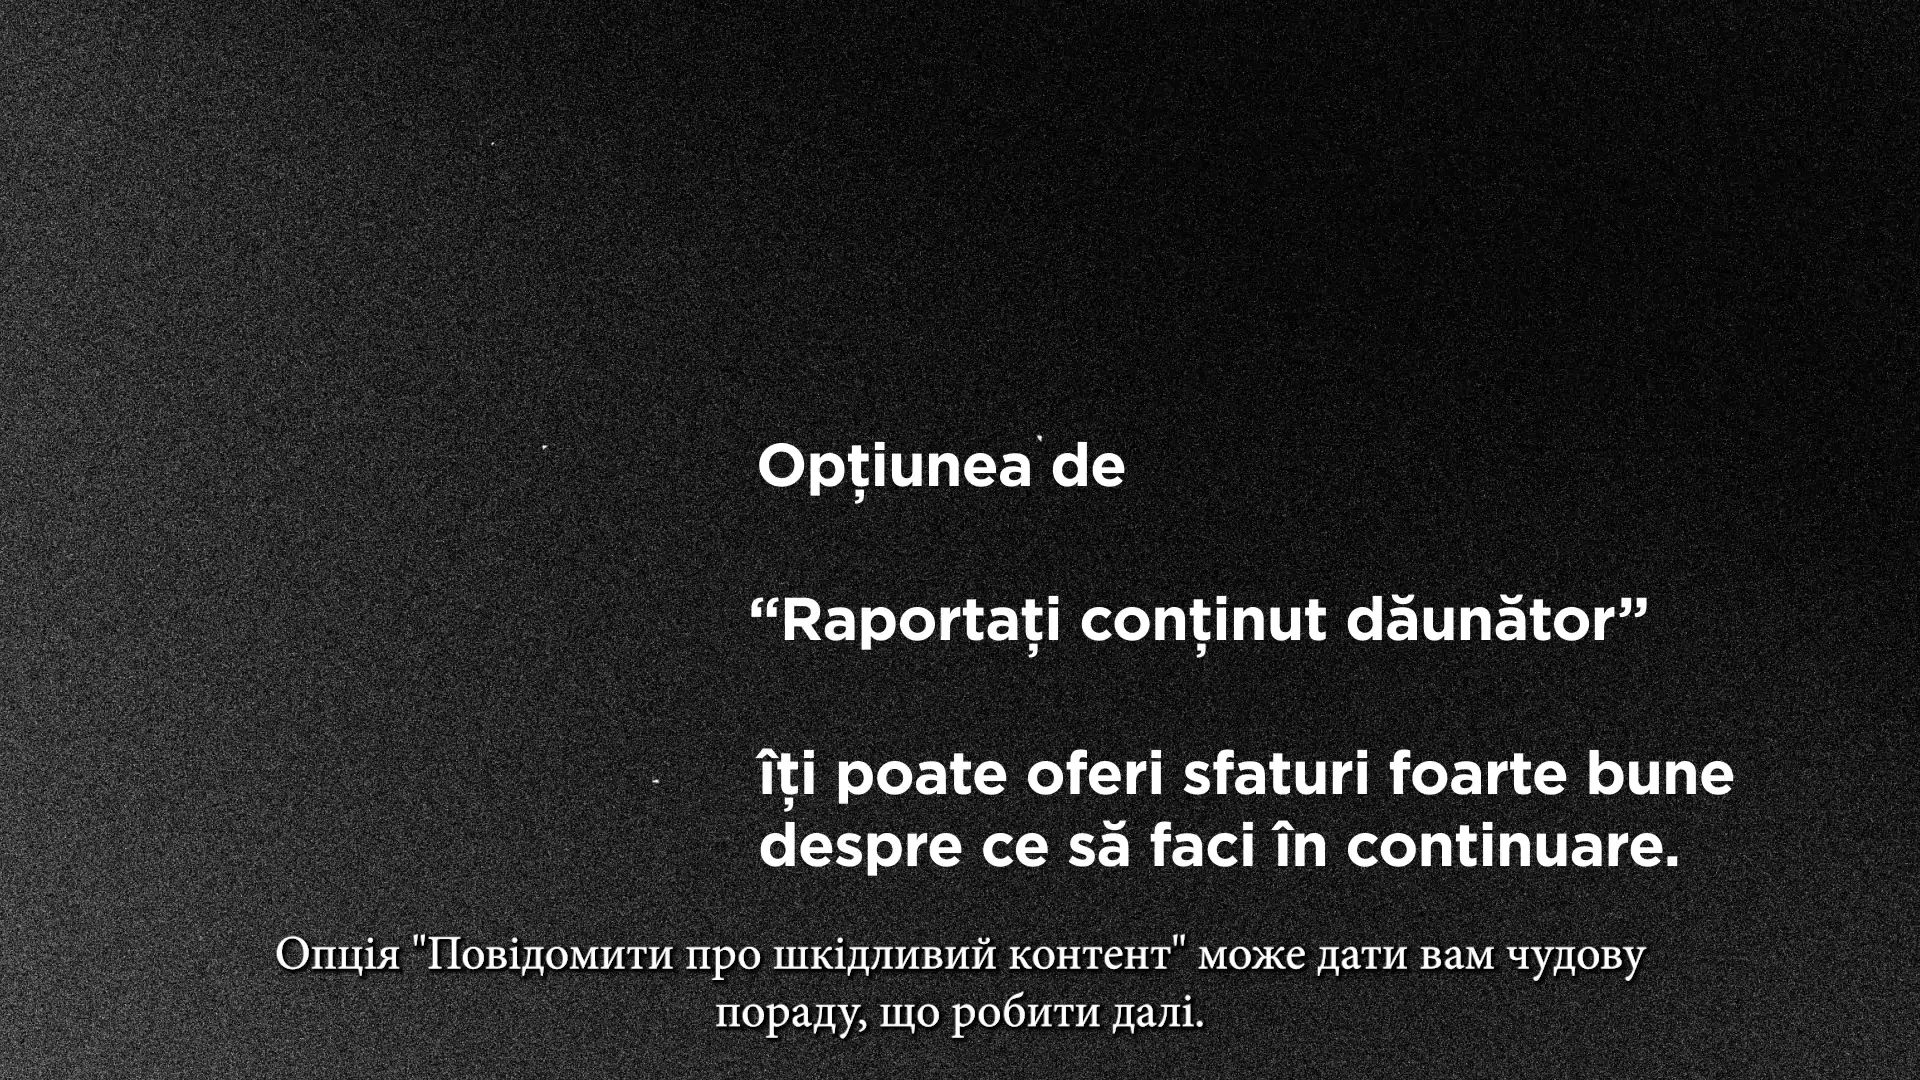 Opțiunea de
“Raportați conținut dăunător”
îți poate oferi sfaturi foarte bune
despre ce să faci în continuare.
Опція "Повідомити про шкідливий контент" може дати вам чудову
пораду, що робити далі.